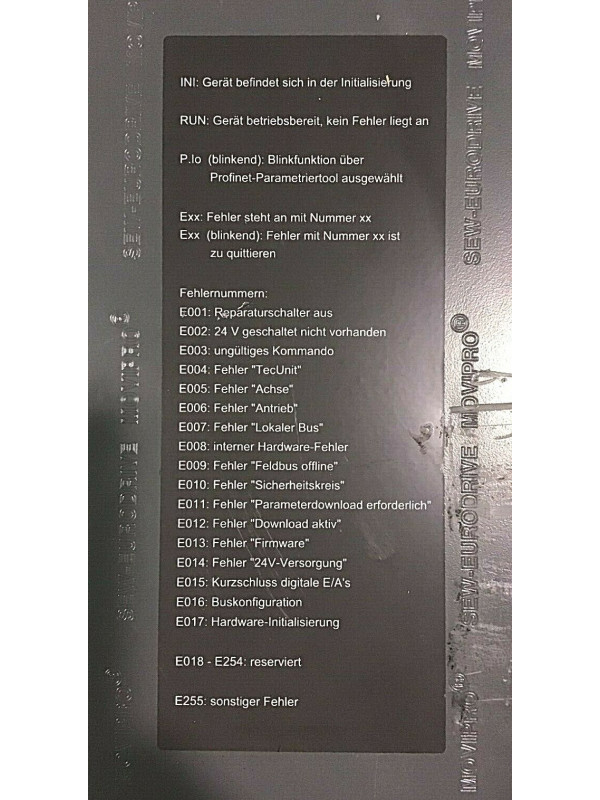 INI: Gerät befindet sich in der Initialisierung
RUN: Gerät betriebsbereit, kein Fehler liegt an
P.Io (blinkend): Blinkfunktion über
Profinet-Parametriertool ausgewählt
Exx: Fehler steht an mit Nummer xx
Exx (blinkend): Fehler mit Nummer xx ist
zu quittieren
Fehlernummern:
E001: Reparaturschalter aus
E002: 24 V geschaltet nicht vorhanden
E003: ungültiges Kommando
E004: Fehler "TecUnit"
E005: Fehler "Achse"
E006: Fehler "Antrieb"
E007: Fehler "Lokaler Bus"
E008: interner Hardware-Fehler
E009: Fehler "Feldbus offline"
E010: Fehler "Sicherheitskreis"
E011: Fehler "Parameterdownload erforderlich"
E012: Fehler "Download aktiv"
E013: Fehler "Firmware"
E014: Fehler "24V-Versorgung"
E015: Kurzschluss digitale E/A's
E016: Buskonfiguration
E017: Hardware-Initialisierung
E018 - E254: reserviert
E255: sonstiger Fehler
MOVIPRO® SEW-EURODRIVE MOVIPRO® SEW-EURODRIVE